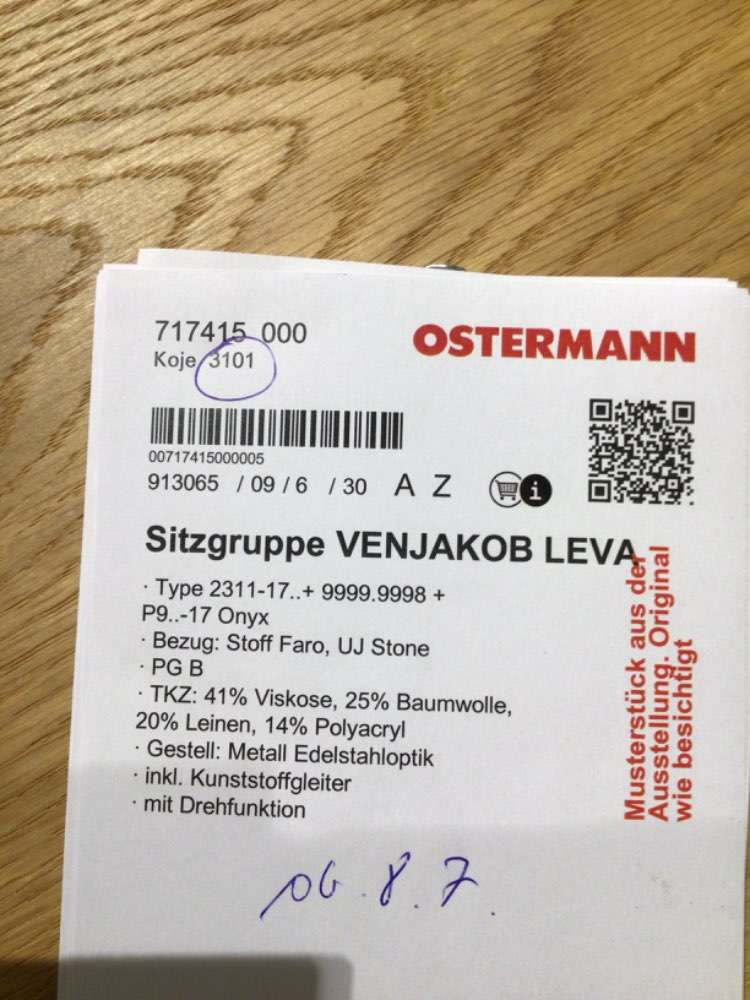 717415 000
Koje 3101
OSTERMANN
00717415000005
913065 / 09 / 6 / 30 A Z
i
Sitzgruppe VENJAKOB LEVA
· Type 2311-17..+ 9999.9998 +
P9..-17 Onyx
· Bezug: Stoff Faro, UJ Stone
· PG B
· TKZ: 41% Viskose, 25% Baumwolle,
20% Leinen, 14% Polyacryl
· Gestell: Metall Edelstahloptik
· inkl. Kunststoffgleiter
· mit Drehfunktion
Musterstück aus der
Ausstellung. Original
wie besichtigt
ab 8.7.